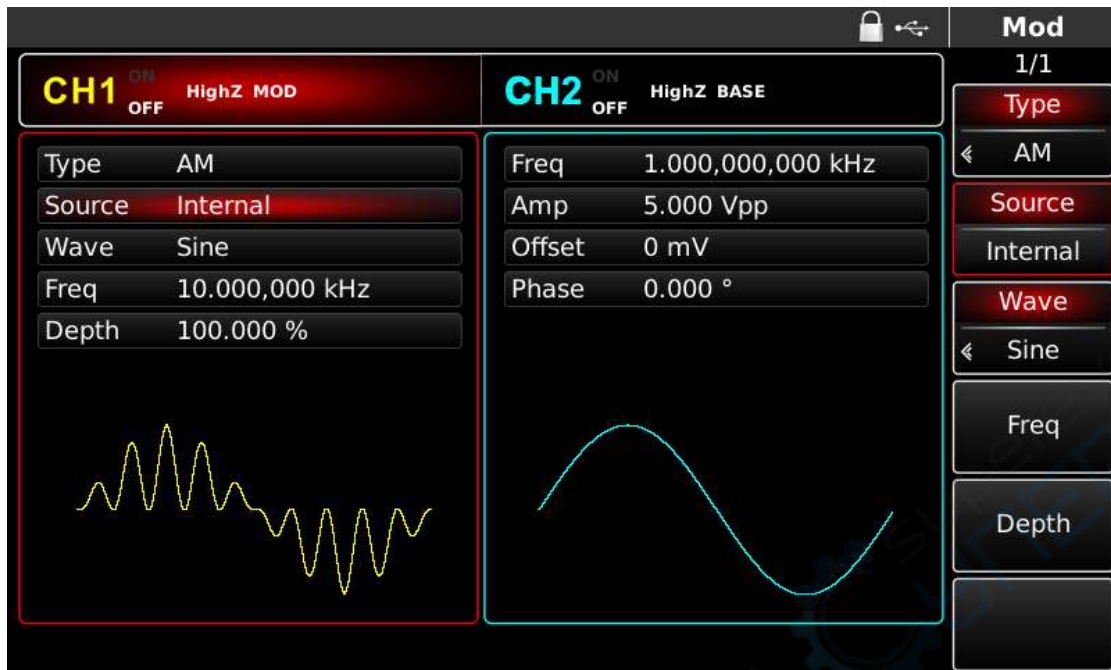 Mod
1/1
CH1 ON OFF HighZ MOD
CH2 ON OFF HighZ BASE
Type AM
Source Internal
Wave Sine
Freq 10.000,000 kHz
Depth 100.000 %
Freq 1.000,000,000 kHz
Amp 5.000 Vpp
Offset 0 mV
Phase 0.000 °
Type
AM
Source
Internal
Wave
Sine
Freq
Depth